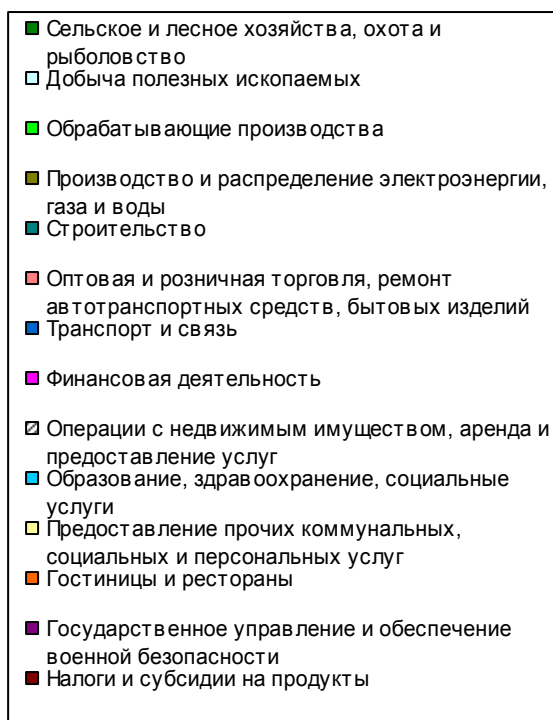 Сельское и лесное хозяйства, охота и
рыболовство
Добыча полезных ископаемых
Обрабатывающие производства
Производство и распределение электроэнергии,
газа и воды
Строительство
Оптовая и розничная торговля, ремонт
автотранспортных средств, бытовых изделий
Транспорт и связь
Финансовая деятельность
Операции с недвижимым имуществом, аренда и
предоставление услуг
Образование, здравоохранение, социальные
услуги
Предоставление прочих коммунальных,
социальных и персональных услуг
Гостиницы и рестораны
Государственное управление и обеспечение
военной безопасности
Налоги и субсидии на продукты